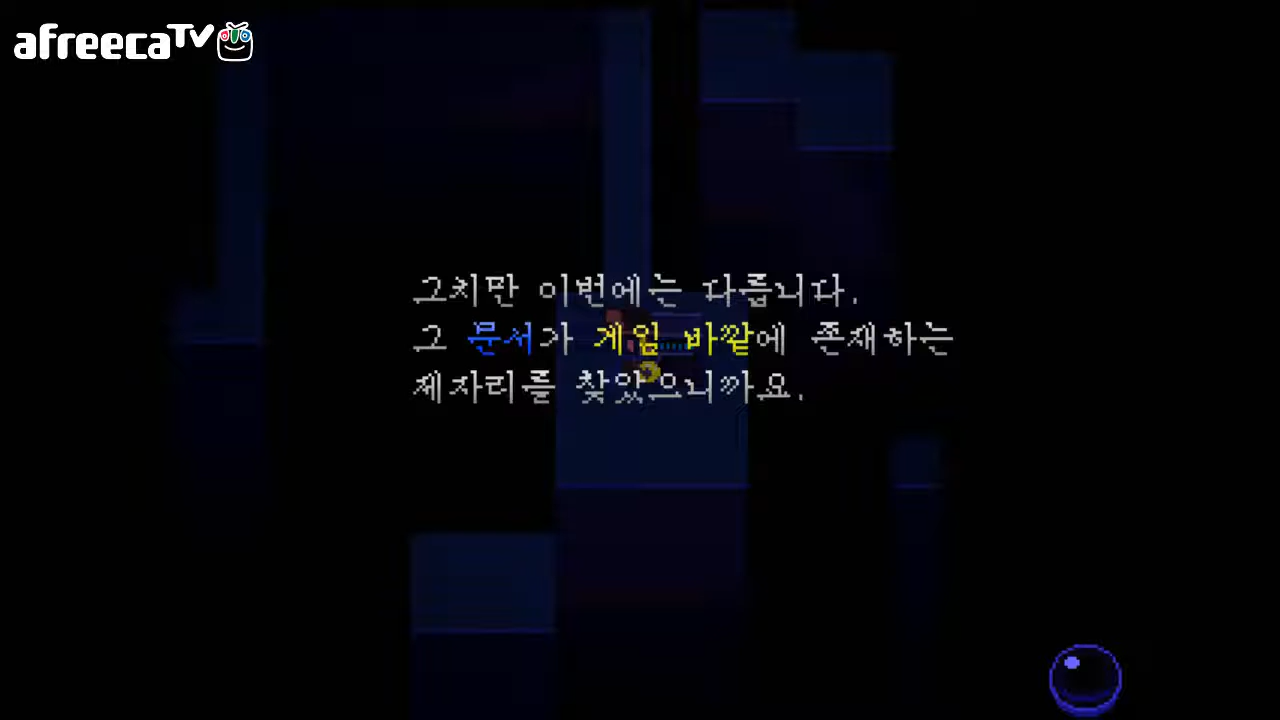 afreecaTV
그치만 이번에는 다릅니다.
그 문서가 게임 바깥에 존재하는
제자리를 찾았으니까요.